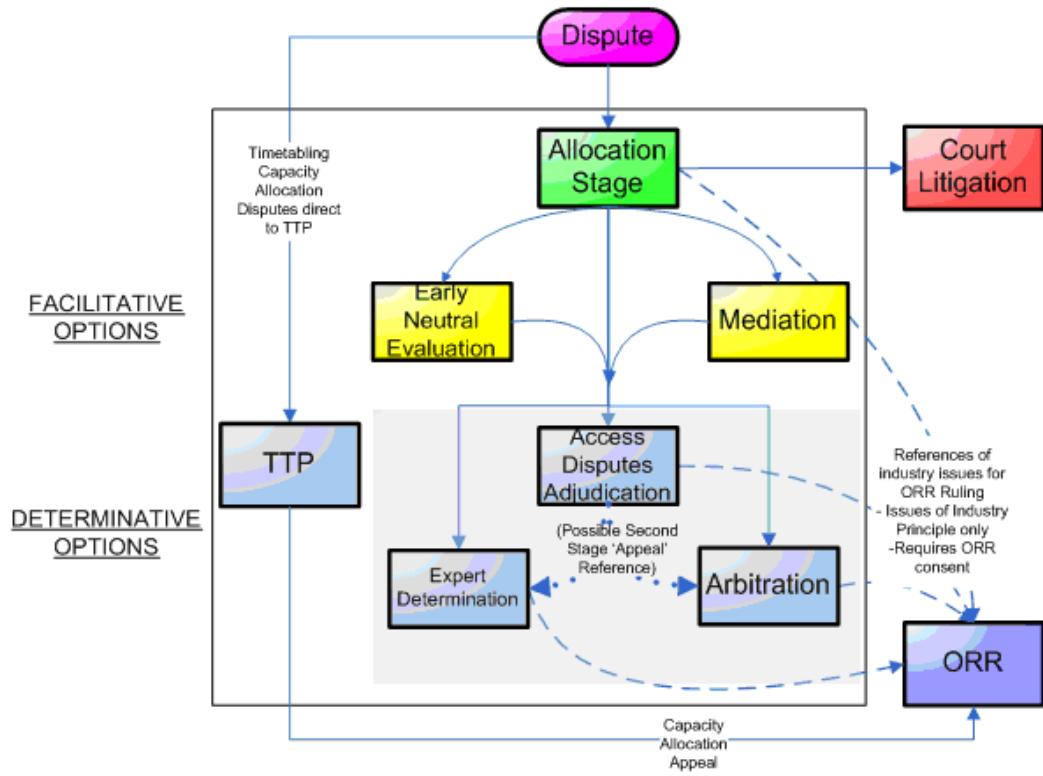 Dispute
Timetabling
Capacity
Allocation
Disputes direct
to TTP
Allocation
Stage
Court
Litigation
FACILITATIVE
OPTIONS
Early
Neutral
Evaluation
Mediation
TTP
Access
Disputes
Adjudication
References of
industry issues for
ORR Ruling
- Issues of Industry
Principle only
-Requires ORR
consent
DETERMINATIVE
OPTIONS
(Possible Second
Stage ‘Appeal’
Reference)
Expert
Determination
Arbitration
ORR
Capacity
Allocation
Appeal